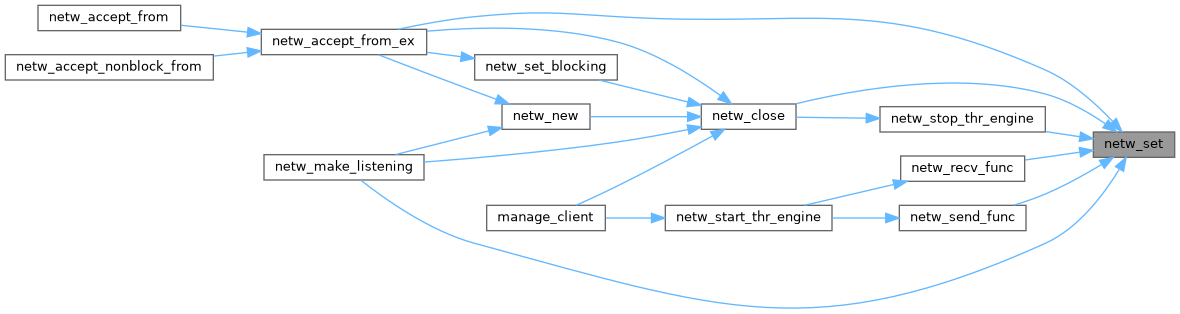 netw_accept_from
netw_accept_from_ex
netw_accept_nonblock_from
netw_set_blocking
netw_new
netw_close
netw_stop_thr_engine
netw_set
netw_make_listening
netw_recv_func
manage_client
netw_start_thr_engine
netw_send_func